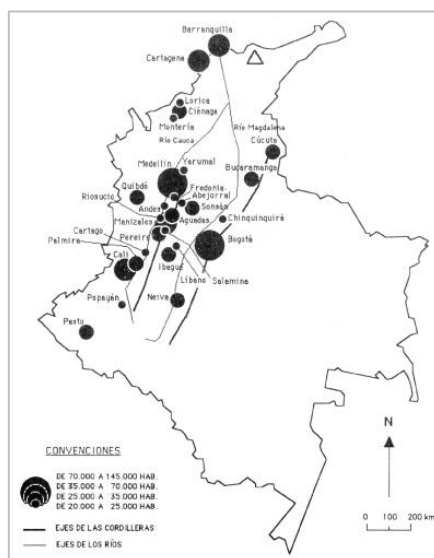 Barranquilla
Cartagena
Lorica
Ciénaga
Montería
Río Cauca
Río Magdalena
Cúcuta
Medellín
Yarumal
Bucaramanga
Quibdó
Fredonia
Riosucio
Abejorral
Andes
Sonsón
Manizales
Aguadas
Chinquinquirá
Cartago
Pereira
Palmira
Bogotá
Cali
Ibague
Líbano
Salamina
Popayán
Neiva
Pasto
N
CONVENCIONES
DE 70.000 A 145.000 HAB.
DE 35.000 A 70.000 HAB.
DE 25.000 A 35.000 HAB.
DE 20.000 A 25.000 HAB.
EJES DE LAS CORDILLERAS
EJES DE LOS RÍOS
0 100 200 km